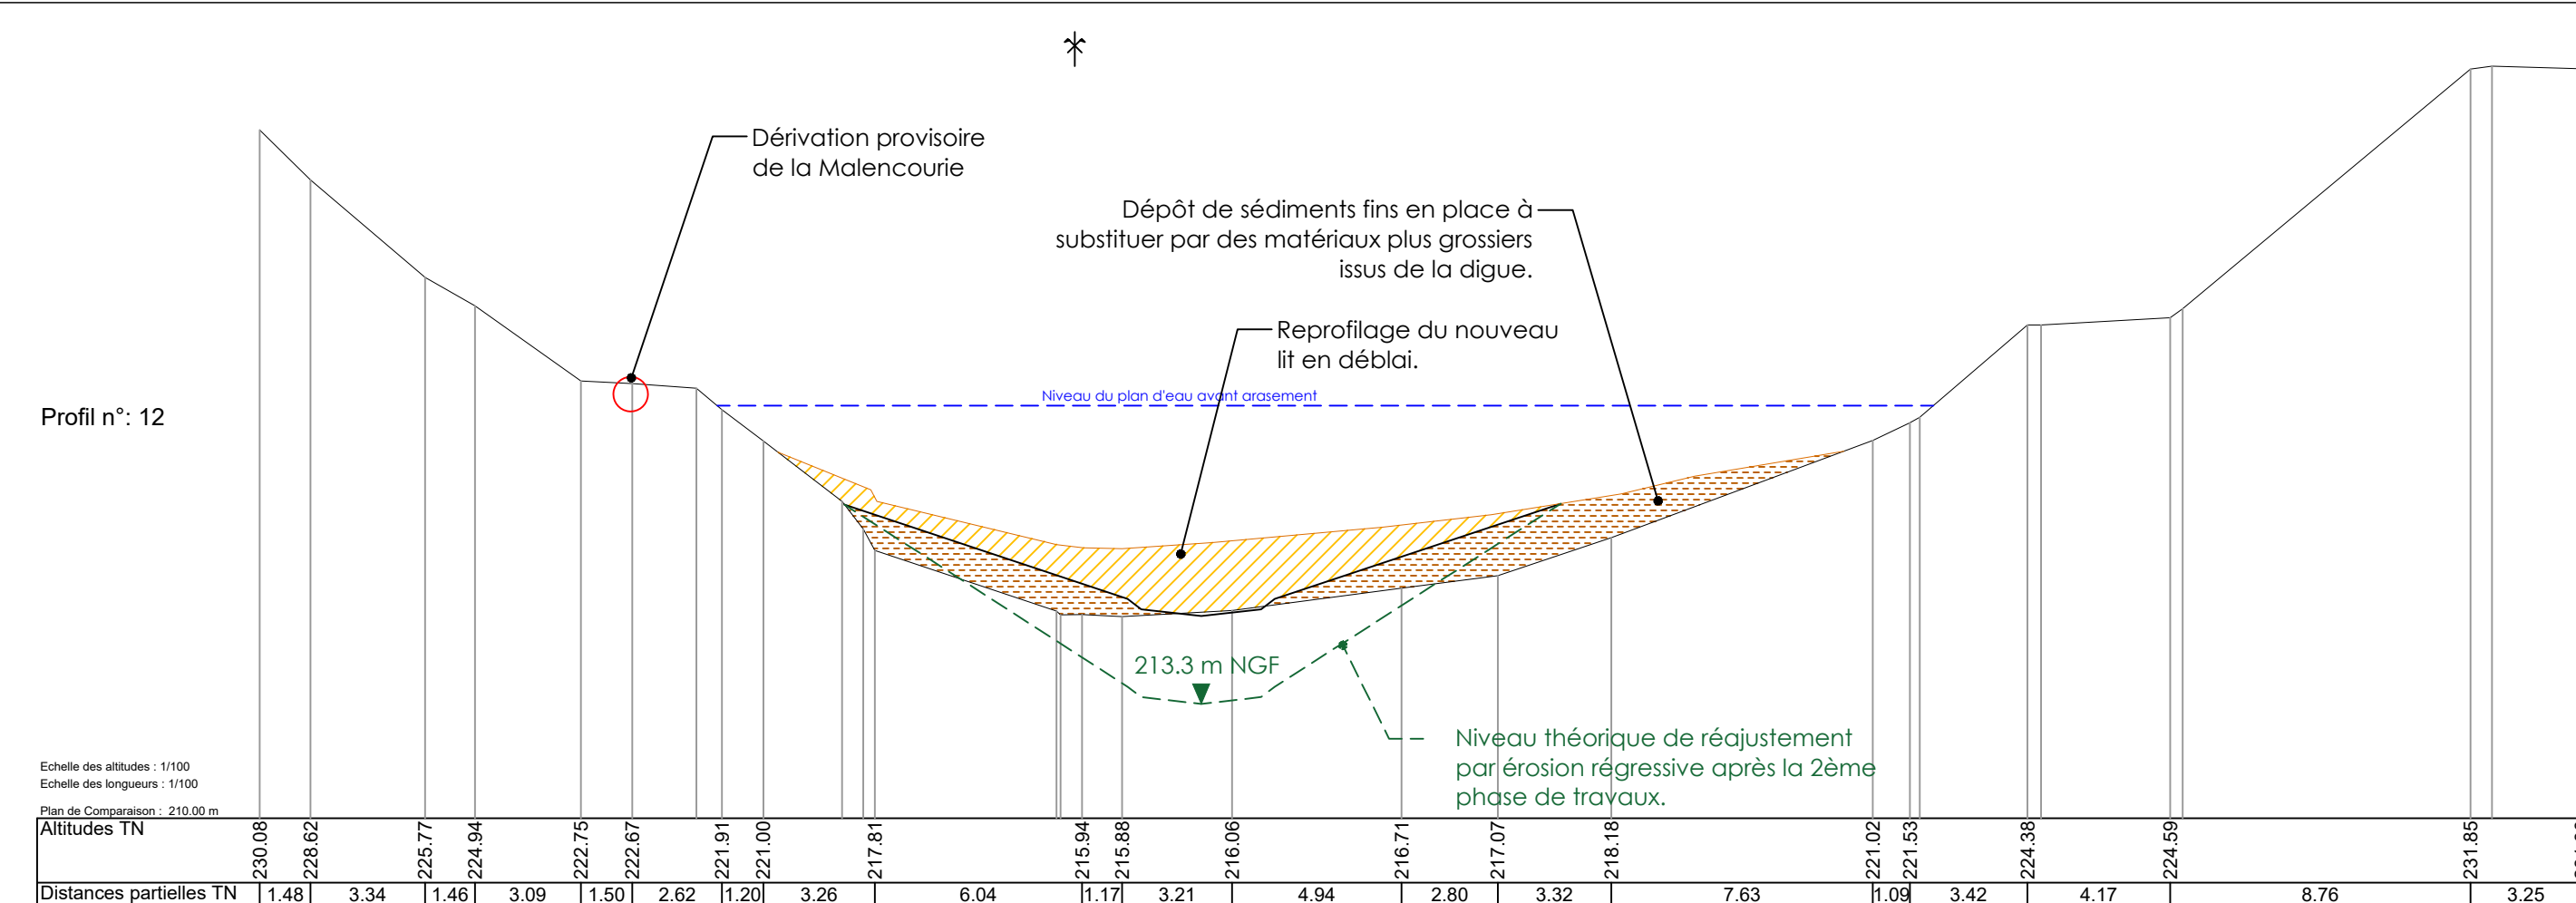 Dérivation provisoire
de la Malencourie
Dépôt de sédiments fins en place à
substituer par des matériaux plus grossiers
issus de la digue.
Reprofilage du nouveau
lit en déblai.
Niveau du plan d'eau avant arasement
Profil n°: 12
213.3 m NGF
Niveau théorique de réajustement
par érosion régressive après la 2ème
phase de travaux.
Echelle des altitudes : 1/100
Echelle des longueurs : 1/100
Plan de Comparaison : 210.00 m
Altitudes TN 230.08 228.62 225.77 224.94 222.75 222.67 221.91 221.00 217.81 215.94 215.88 216.06 216.71 217.07 218.18 221.02 221.53 224.38 224.59 231.85
Distances partielles TN 1.48 3.34 1.46 3.09 1.50 2.62 1.20 3.26 6.04 1.17 3.21 4.94 2.80 3.32 7.63 1.09 3.42 4.17 8.76 3.25